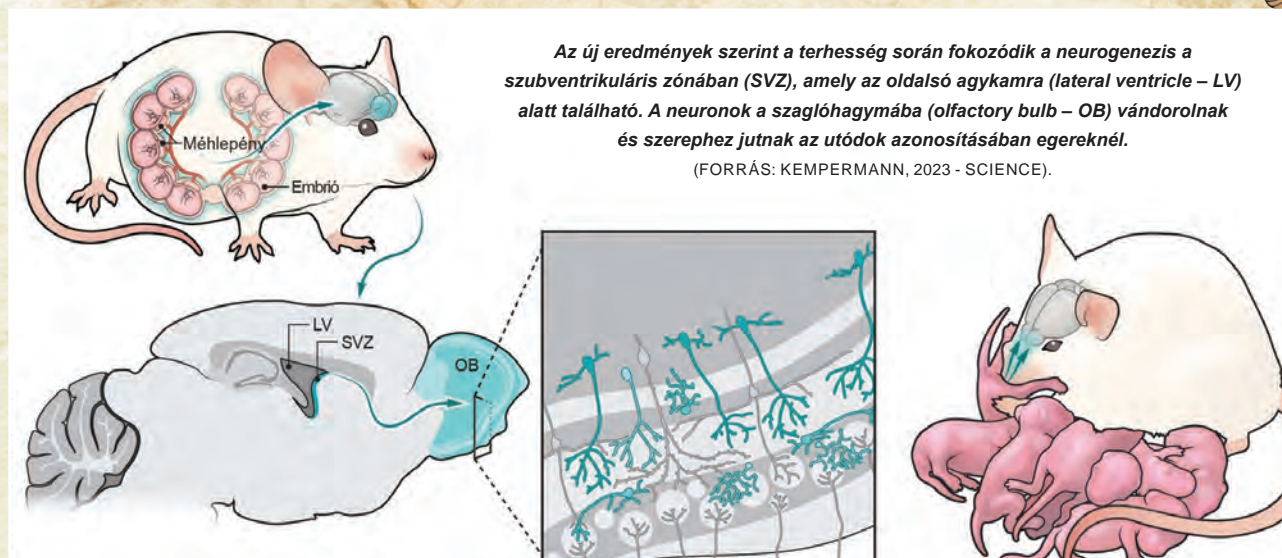 Az új eredmények szerint a terhesség során fokozódik a neurogenezis a
szubventrikuláris zónában (SVZ), amely az oldalsó agykamra (lateral ventricle – LV)
alatt található. A neuronok a szaglóhagymába (olfactory bulb – OB) vándorolnak
és szerephez jutnak az utódok azonosításában egereknél.
(FORRÁS: KEMPERMANN, 2023 - SCIENCE).
Méhlepény
Embrió
LV
SVZ
OB